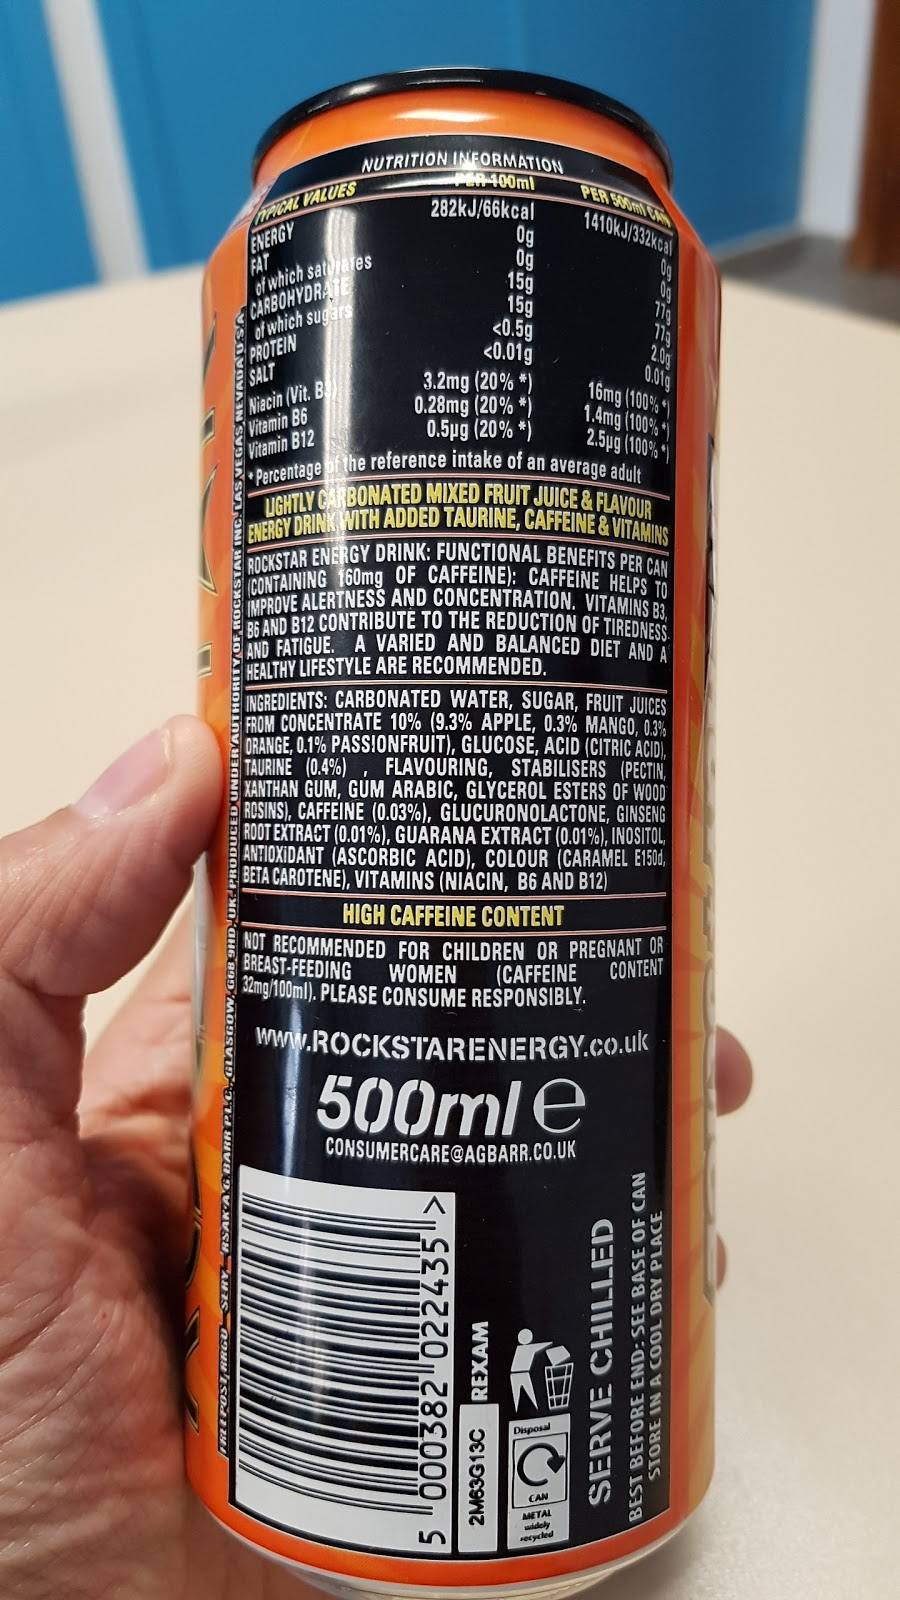 NUTRITION INFORMATION
TYPICAL VALUES PER 100ml PER 500ml CAN
ENERGY 282kJ/66kcal 1410kJ/332kcal
FAT 0g 0g
of which saturates 0g 0g
CARBOHYDRATE 15g 77g
of which sugars 15g 77g
PROTEIN <0.5g 2.0g
SALT <0.01g 0.01g
Niacin (Vit. B3) 3.2mg (20% *) 16mg (100% *)
Vitamin B6 0.28mg (20% *) 1.4mg (100% *)
Vitamin B12 0.5µg (20% *) 2.5µg (100% *)
* Percentage of the reference intake of an average adult
LIGHTLY CARBONATED MIXED FRUIT JUICE & FLAVOUR
ENERGY DRINK WITH ADDED TAURINE, CAFFEINE & VITAMINS
ROCKSTAR ENERGY DRINK: FUNCTIONAL BENEFITS PER CAN
(CONTAINING 160mg OF CAFFEINE): CAFFEINE HELPS TO
IMPROVE ALERTNESS AND CONCENTRATION. VITAMINS B3,
B6 AND B12 CONTRIBUTE TO THE REDUCTION OF TIREDNESS
AND FATIGUE. A VARIED AND BALANCED DIET AND A
HEALTHY LIFESTYLE ARE RECOMMENDED.
INGREDIENTS: CARBONATED WATER, SUGAR, FRUIT JUICES
FROM CONCENTRATE 10% (9.3% APPLE, 0.3% MANGO, 0.3%
ORANGE, 0.1% PASSIONFRUIT), GLUCOSE, ACID (CITRIC ACID),
TAURINE (0.4%) , FLAVOURING, STABILISERS (PECTIN,
XANTHAN GUM, GUM ARABIC, GLYCEROL ESTERS OF WOOD
ROSINS), CAFFEINE (0.03%), GLUCURONOLACTONE, GINSENG
ROOT EXTRACT (0.01%), GUARANA EXTRACT (0.01%), INOSITOL,
ANTIOXIDANT (ASCORBIC ACID), COLOUR (CARAMEL E150d,
BETA CAROTENE), VITAMINS (NIACIN, B6 AND B12)
HIGH CAFFEINE CONTENT
NOT RECOMMENDED FOR CHILDREN OR PREGNANT OR
BREAST-FEEDING WOMEN (CAFFEINE CONTENT
32mg/100ml). PLEASE CONSUME RESPONSIBLY.
www.ROCKSTARENERGY.co.uk
500ml e
CONSUMERCARE@AGBARR.CO.UK
5 000382 022435 >
2M63G13C REXAM
Disposal
CAN
METAL
widely
recycled
SERVE CHILLED
BEST BEFORE END: SEE BASE OF CAN
STORE IN A COOL DRY PLACE
A.G. BARR P.L.C., GLASGOW, G68 9HD, UK. PRODUCED UNDER AUTHORITY OF ROCKSTAR INC. LAS VEGAS NEVADA U.S.A.